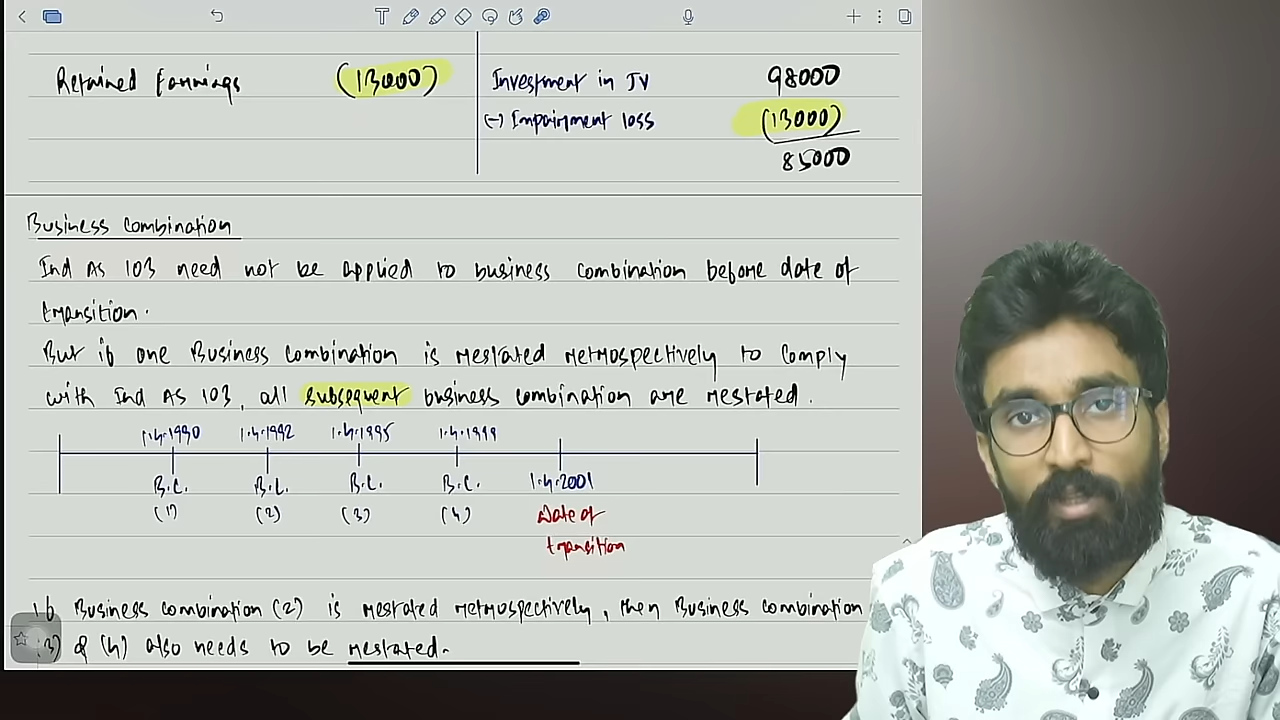 Retained Earnings (13000)
Investment in JV 98000
(-) Impairment loss (13000)
85000
Business Combination
Ind AS 103 need not be applied to business combination before date of
transition.
But if one Business Combination is restated retrospectively to comply
with Ind AS 103, all subsequent business combination are restated.
1.4.1990 1.4.1992 1.4.1995 1.4.1999
B.C. B.C. B.C. B.C. 1.4.2001
(1) (2) (3) (4) Date of
transition
If Business combination (2) is restated retrospectively, then Business combination
(3) & (4) also needs to be restated.